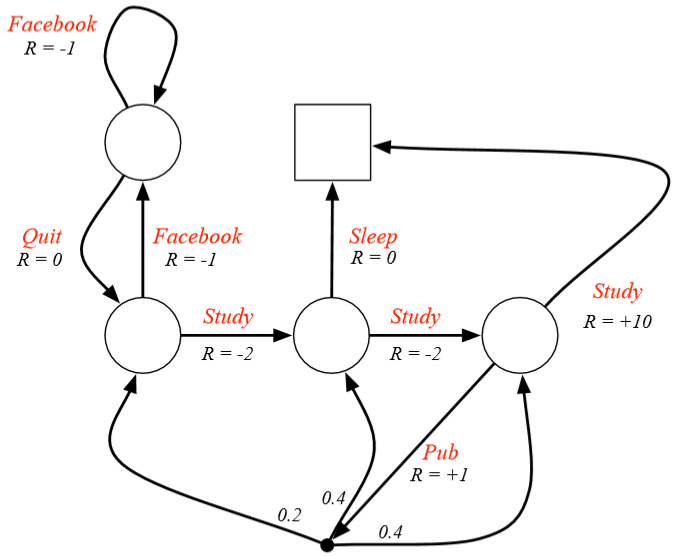 Facebook
R = -1
Quit
R = 0
Facebook
R = -1
Sleep
R = 0
Study
R = -2
Study
R = -2
Study
R = +10
Pub
R = +1
0.2
0.4
0.4